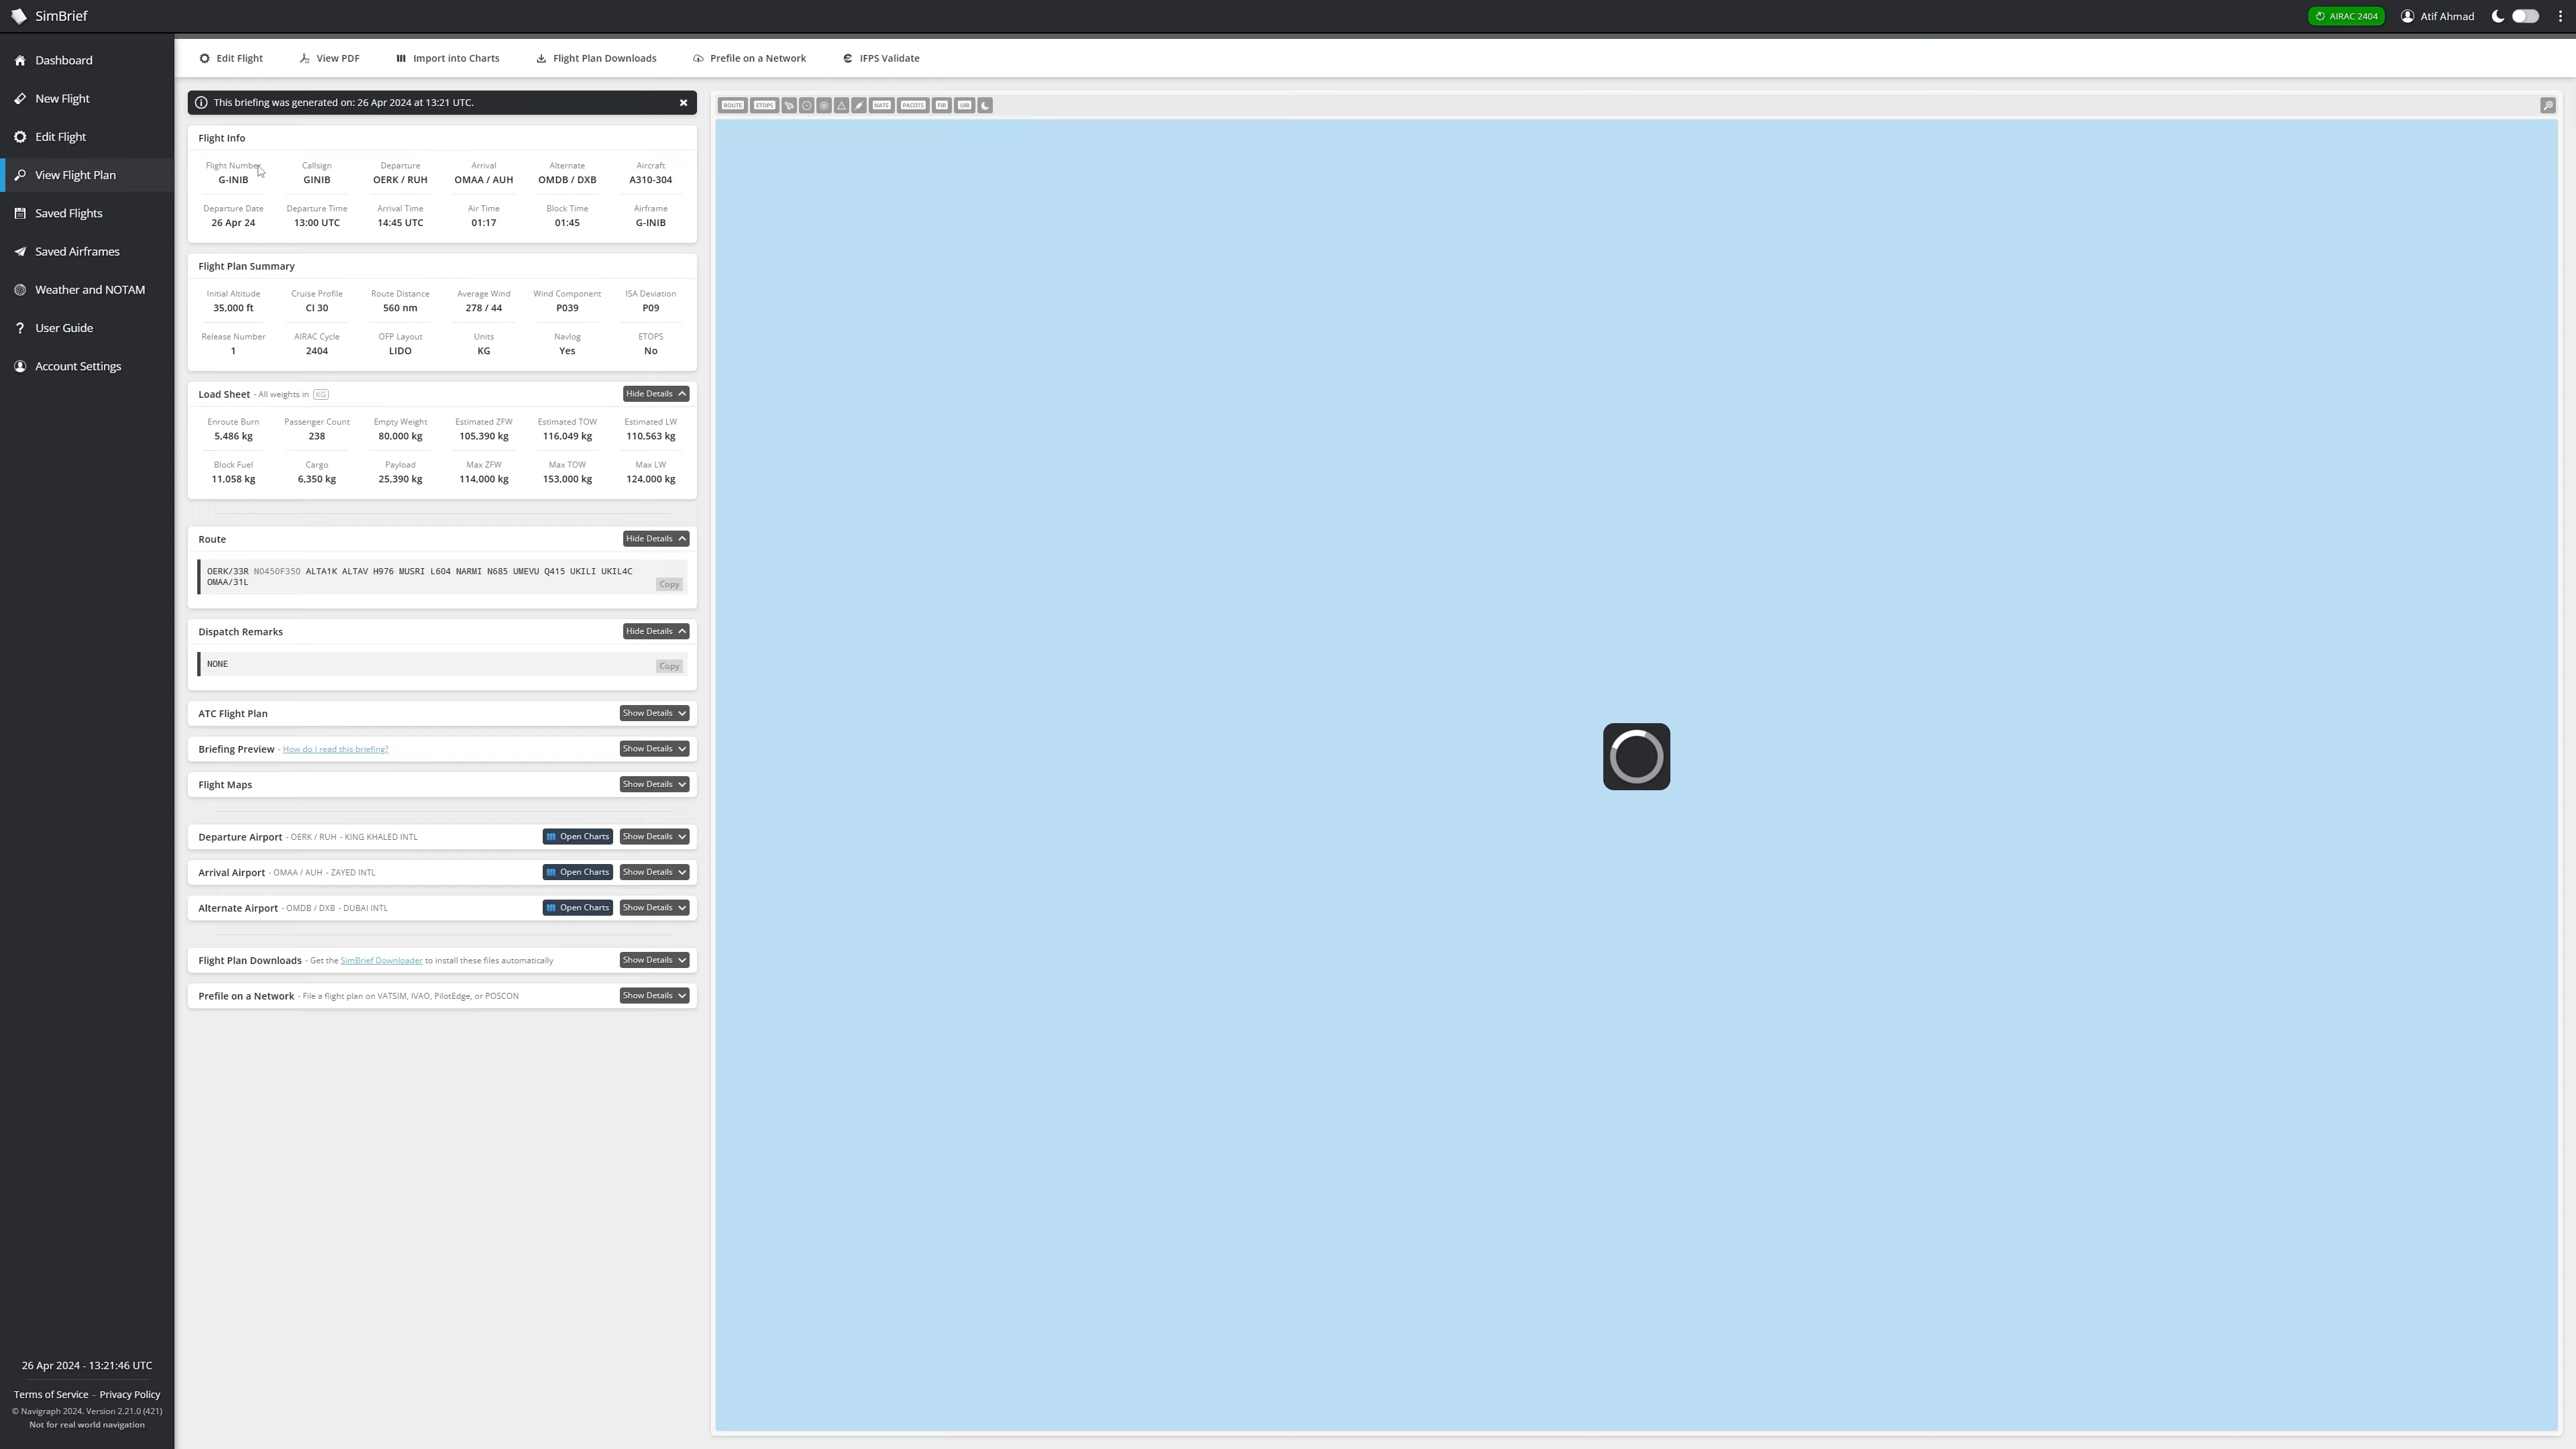 SimBrief
AIRAC 2404
Atif Ahmad
Dashboard
New Flight
Edit Flight
View Flight Plan
Saved Flights
Saved Airframes
Weather and NOTAM
User Guide
Account Settings
26 Apr 2024 - 13:21:46 UTC
Terms of Service – Privacy Policy
© Navigraph 2024. Version 2.21.0 (421)
Not for real world navigation
Edit Flight View PDF Import into Charts Flight Plan Downloads Prefile on a Network IFPS Validate
This briefing was generated on: 26 Apr 2024 at 13:21 UTC.
Flight Info
Flight Number Callsign Departure Arrival Alternate Aircraft
G-INIB GINIB OERK / RUH OMAA / AUH OMDB / DXB A310-304
Departure Date Departure Time Arrival Time Air Time Block Time Airframe
26 Apr 24 13:00 UTC 14:45 UTC 01:17 01:45 G-INIB
Flight Plan Summary
Initial Altitude Cruise Profile Route Distance Average Wind Wind Component ISA Deviation
35,000 ft CI 30 560 nm 278 / 44 P039 P09
Release Number AIRAC Cycle OFP Layout Units Navlog ETOPS
1 2404 LIDO KG Yes No
Load Sheet - All weights in KG Hide Details
Enroute Burn Passenger Count Empty Weight Estimated ZFW Estimated TOW Estimated LW
5,486 kg 238 80,000 kg 105,390 kg 116,049 kg 110,563 kg
Block Fuel Cargo Payload Max ZFW Max TOW Max LW
11,058 kg 6,350 kg 25,390 kg 114,000 kg 153,000 kg 124,000 kg
Route Hide Details
OERK/33R N0450F350 ALTA1K ALTAV H976 MUSRI L604 NARMI N685 UMEVU Q415 UKILI UKIL4C
OMAA/31L
Copy
Dispatch Remarks Hide Details
NONE
Copy
ATC Flight Plan Show Details
Briefing Preview - How do I read this briefing? Show Details
Flight Maps Show Details
Departure Airport - OERK / RUH - KING KHALED INTL Open Charts Show Details
Arrival Airport - OMAA / AUH - ZAYED INTL Open Charts Show Details
Alternate Airport - OMDB / DXB - DUBAI INTL Open Charts Show Details
Flight Plan Downloads - Get the SimBrief Downloader to install these files automatically Show Details
Prefile on a Network - File a flight plan on VATSIM, IVAO, PilotEdge, or POSCON Show Details
ROUTE ETOPS NATS PACOTS FIR UIR